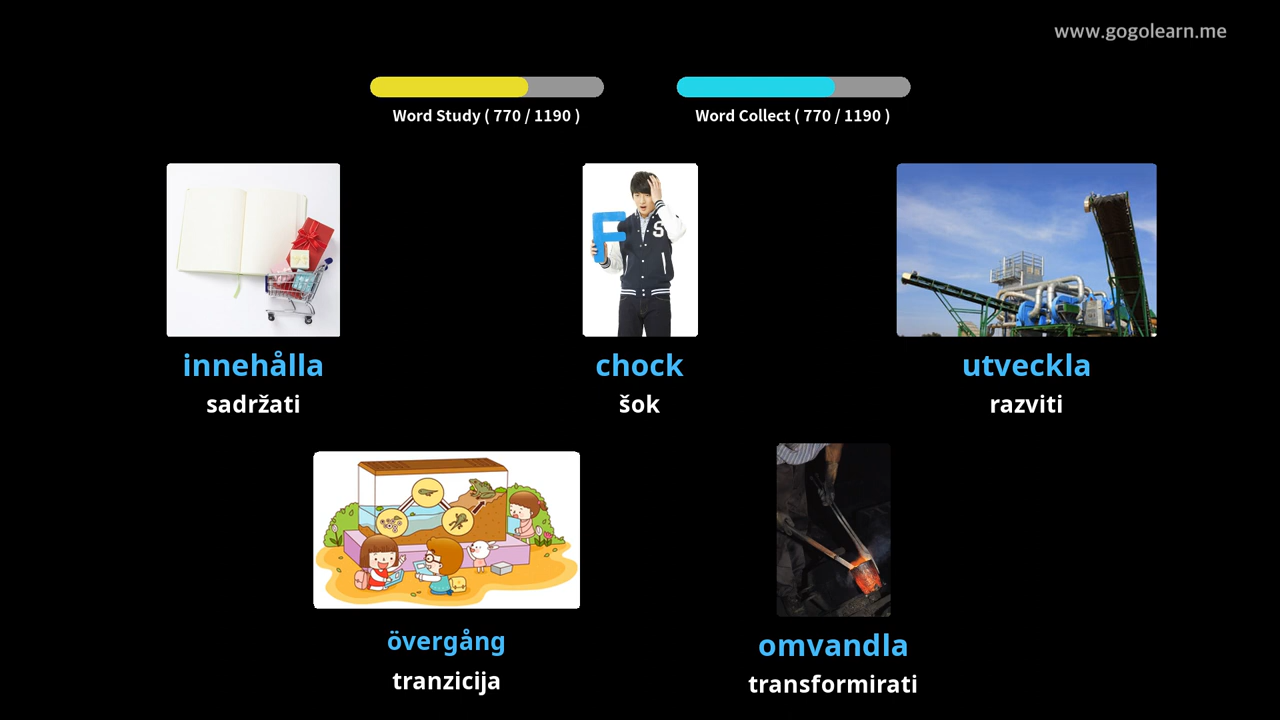 www.gogolearn.me
Word Study ( 770 / 1190 )
Word Collect ( 770 / 1190 )
F
S
innehålla
chock
utveckla
sadržati
šok
razviti
övergång
omvandla
tranzicija
transformirati